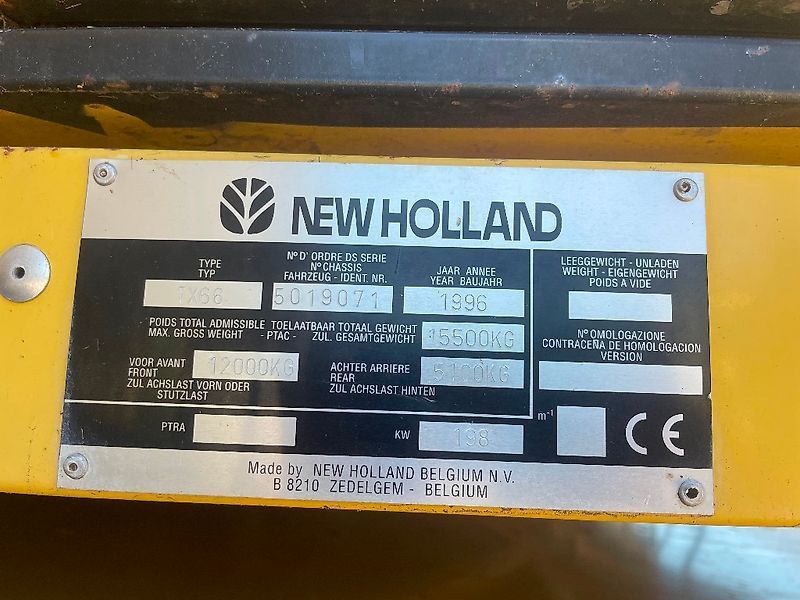 NEW HOLLAND
TYPE
TYP
TX66
N° D' ORDRE DS SERIE
N° CHASSIS
FAHRZEUG - IDENT. NR.
5019071
JAAR ANNEE
YEAR BAUJAHR
1996
LEEGGEWICHT - UNLADEN
WEIGHT - EIGENGEWICHT
POIDS A VIDE
POIDS TOTAL ADMISSIBLE TOELAATBAAR TOTAAL GEWICHT
MAX. GROSS WEIGHT - PTAC - ZUL. GESAMTGEWICHT
15500KG
N° OMOLOGAZIONE
CONTRACEÑA DE HOMOLOGACION
VERSION
VOOR AVANT
FRONT
ZUL ACHSLAST VORN ODER
STUTZLAST
12000KG
ACHTER ARRIERE
REAR
ZUL ACHSLAST HINTEN
PTRA
KW
198
m-1
CE
Made by NEW HOLLAND BELGIUM N.V.
B 8210 ZEDELGEM - BELGIUM